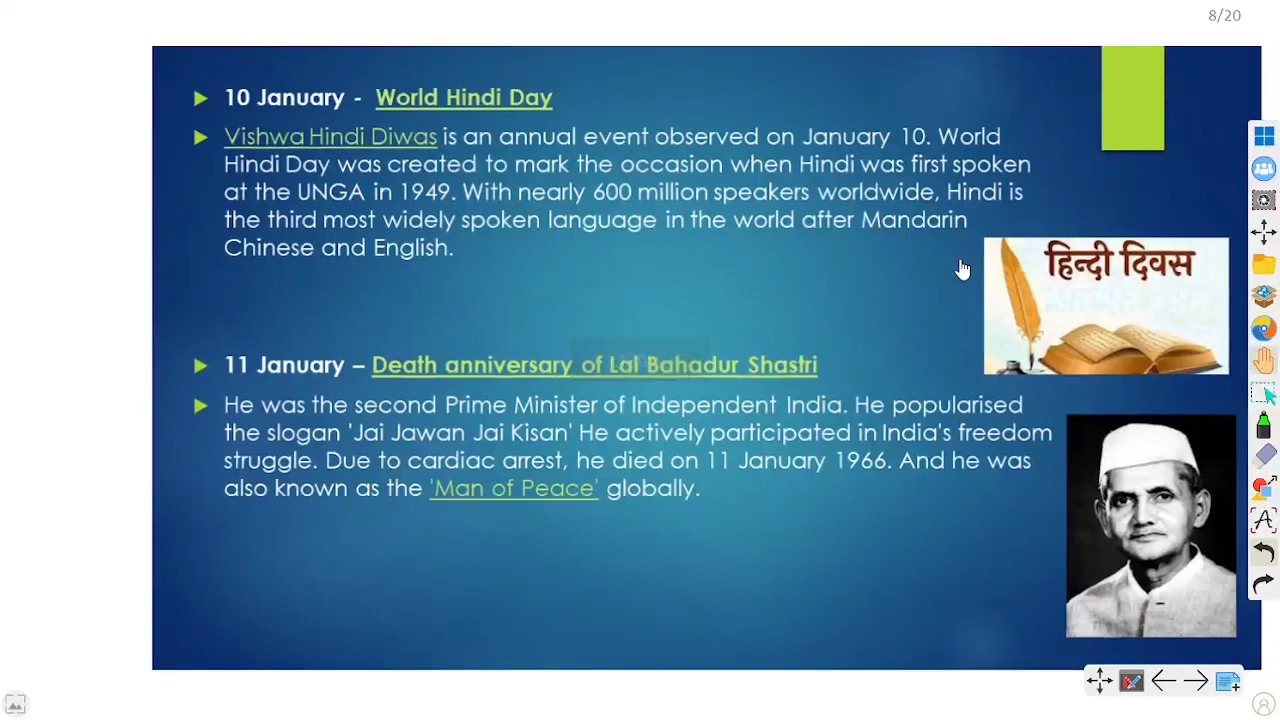 8/20
10 January - World Hindi Day
Vishwa Hindi Diwas is an annual event observed on January 10. World
Hindi Day was created to mark the occasion when Hindi was first spoken
at the UNGA in 1949. With nearly 600 million speakers worldwide, Hindi is
the third most widely spoken language in the world after Mandarin
Chinese and English.
हिन्दी दिवस
11 January – Death anniversary of Lal Bahadur Shastri
He was the second Prime Minister of Independent India. He popularised
the slogan 'Jai Jawan Jai Kisan' He actively participated in India's freedom
struggle. Due to cardiac arrest, he died on 11 January 1966. And he was
also known as the 'Man of Peace' globally.